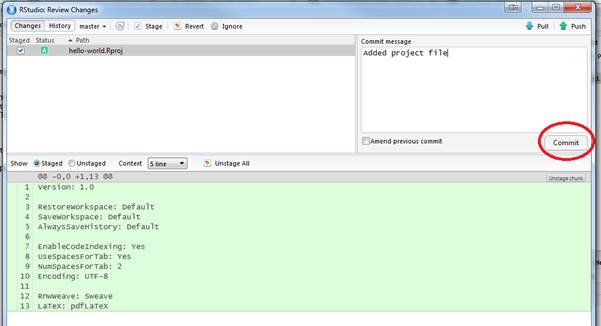 RStudio: Review Changes
Changes History master Stage Revert Ignore Pull Push
Staged Status Path
A hello-world.Rproj
Commit message
Added project file
Amend previous commit
Commit
Show Staged Unstaged Context 5 line Unstage All
@@ -0,0 +1,13 @@ Unstage chunk
1 Version: 1.0
2
3 RestoreWorkspace: Default
4 SaveWorkspace: Default
5 AlwaysSaveHistory: Default
6
7 EnableCodeIndexing: Yes
8 UseSpacesForTab: Yes
9 NumSpacesForTab: 2
10 Encoding: UTF-8
11
12 RnwWeave: Sweave
13 LaTeX: pdfLaTeX